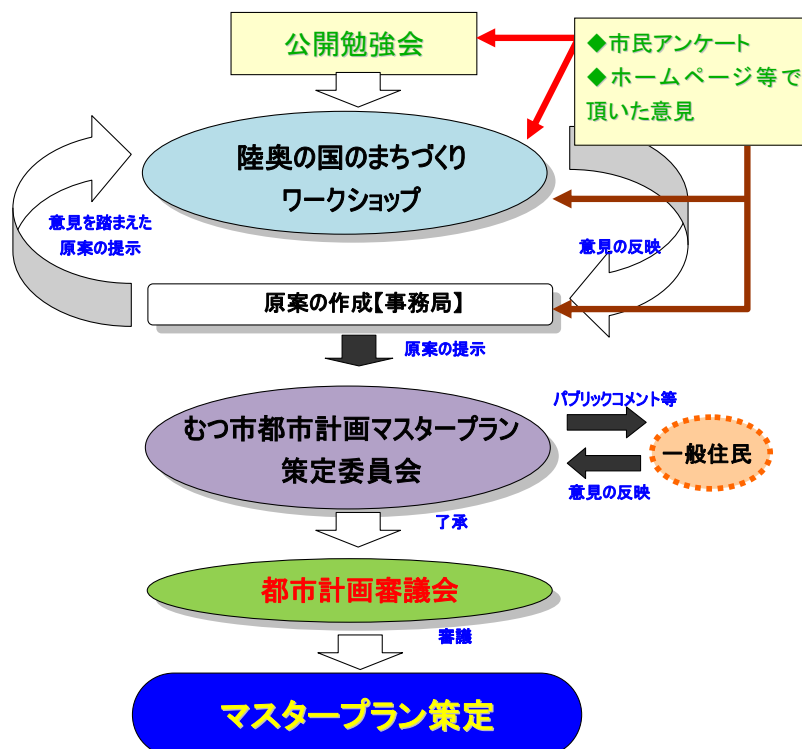 公開勉強会
◆市民アンケート
◆ホームページ等で
頂いた意見
陸奥の国のまちづくり
ワークショップ
意見を踏まえた
原案の提示
意見の反映
原案の作成【事務局】
原案の提示
むつ市都市計画マスタープラン
策定委員会
パブリックコメント等
一般住民
意見の反映
了承
都市計画審議会
審議
マスタープラン策定